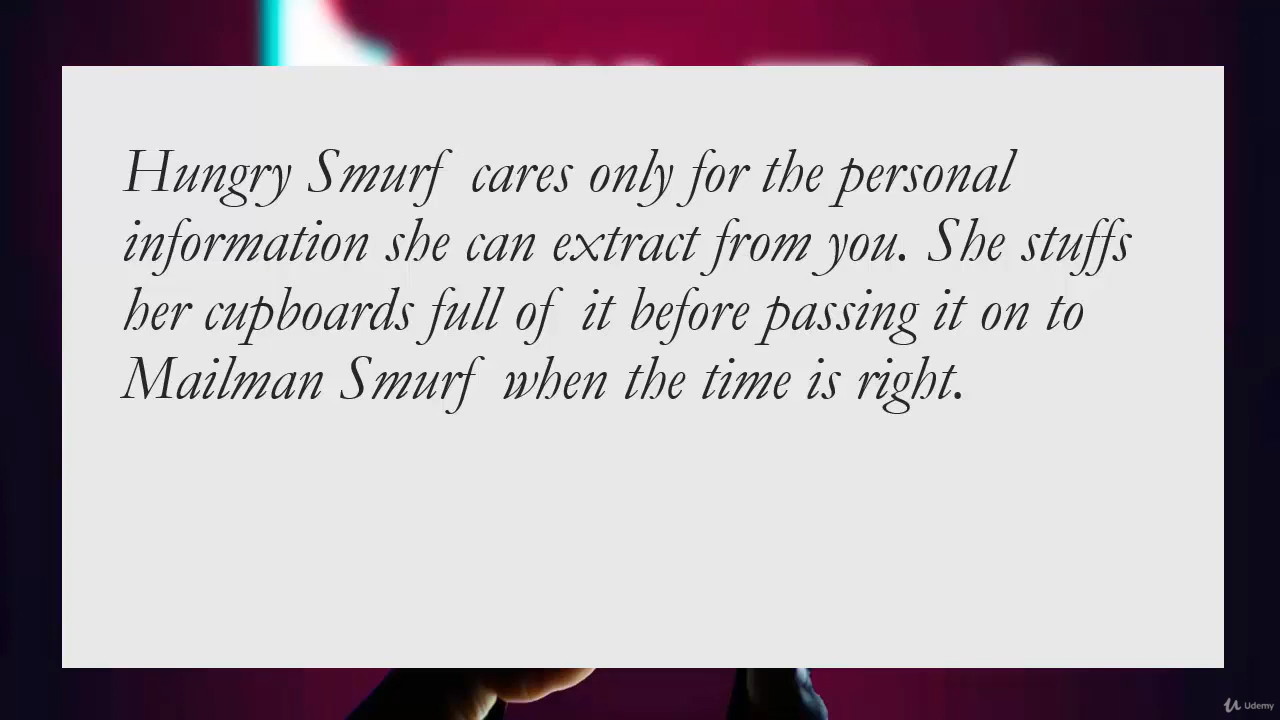 Hungry Smurf cares only for the personal
information she can extract from you. She stuffs
her cupboards full of it before passing it on to
Mailman Smurf when the time is right.
Udemy